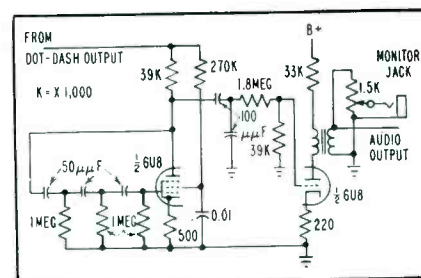 FROM
DOT-DASH OUTPUT
K = X 1,000
39K
270K
B+
33K
MONITOR
JACK
1.8MEG
1.5K
100
μμF
39K
AUDIO
OUTPUT
50μμF
½ 6U8
½ 6U8
1MEG
1MEG
500
0.01
220